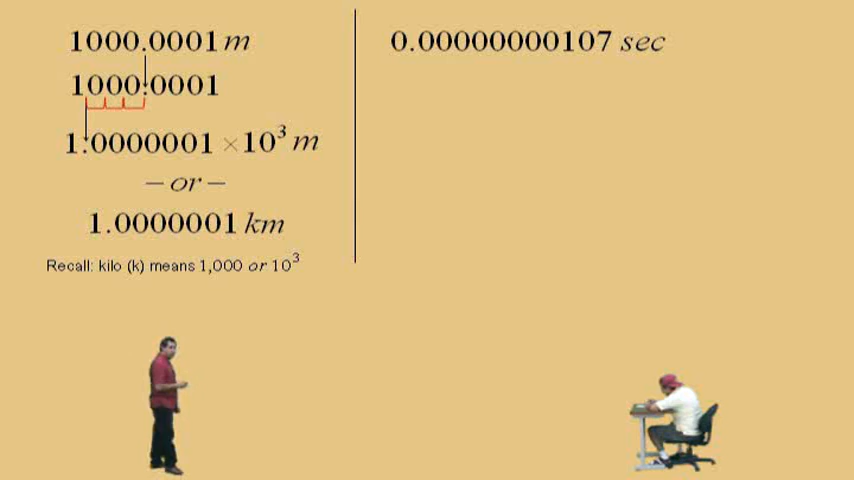 1000.0001 m
1000.0001
1.0000001 ×10³ m
– or –
1.0000001 km
Recall: kilo (k) means 1,000 or 10³
0.00000000107 sec